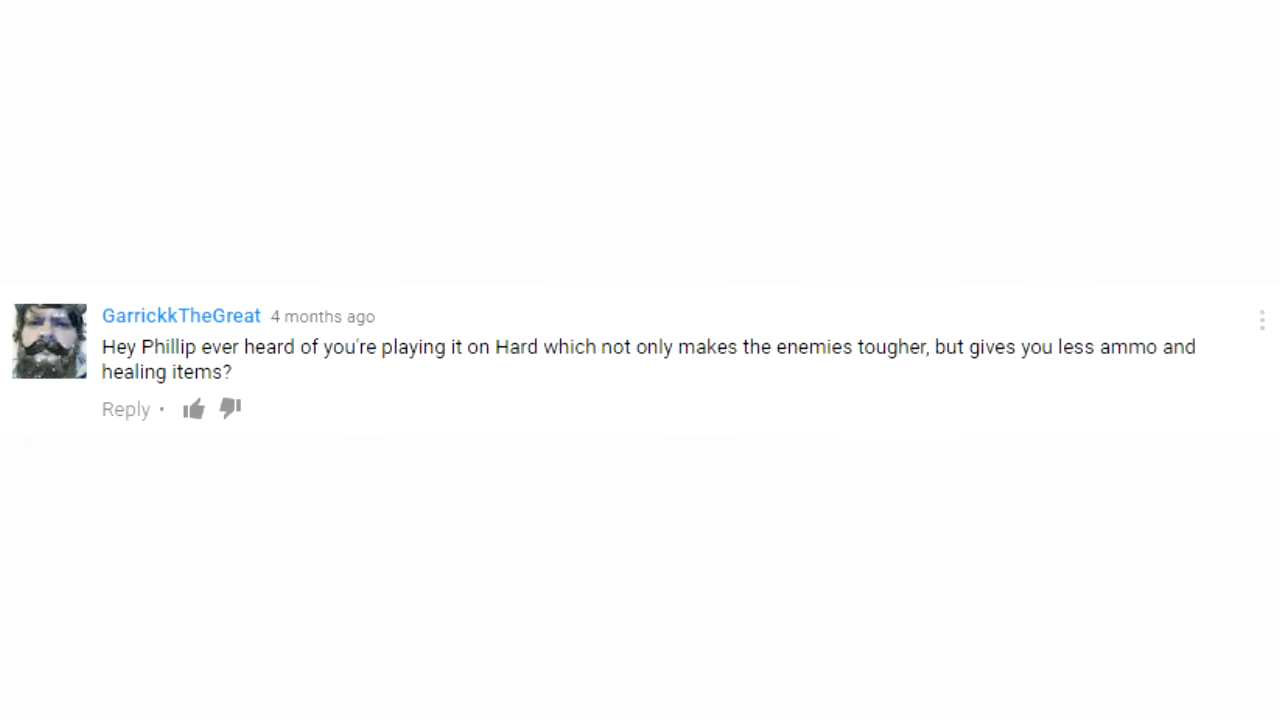 GarrickkTheGreat 4 months ago
Hey Phillip ever heard of you're playing it on Hard which not only makes the enemies tougher, but gives you less ammo and
healing items?
Reply •